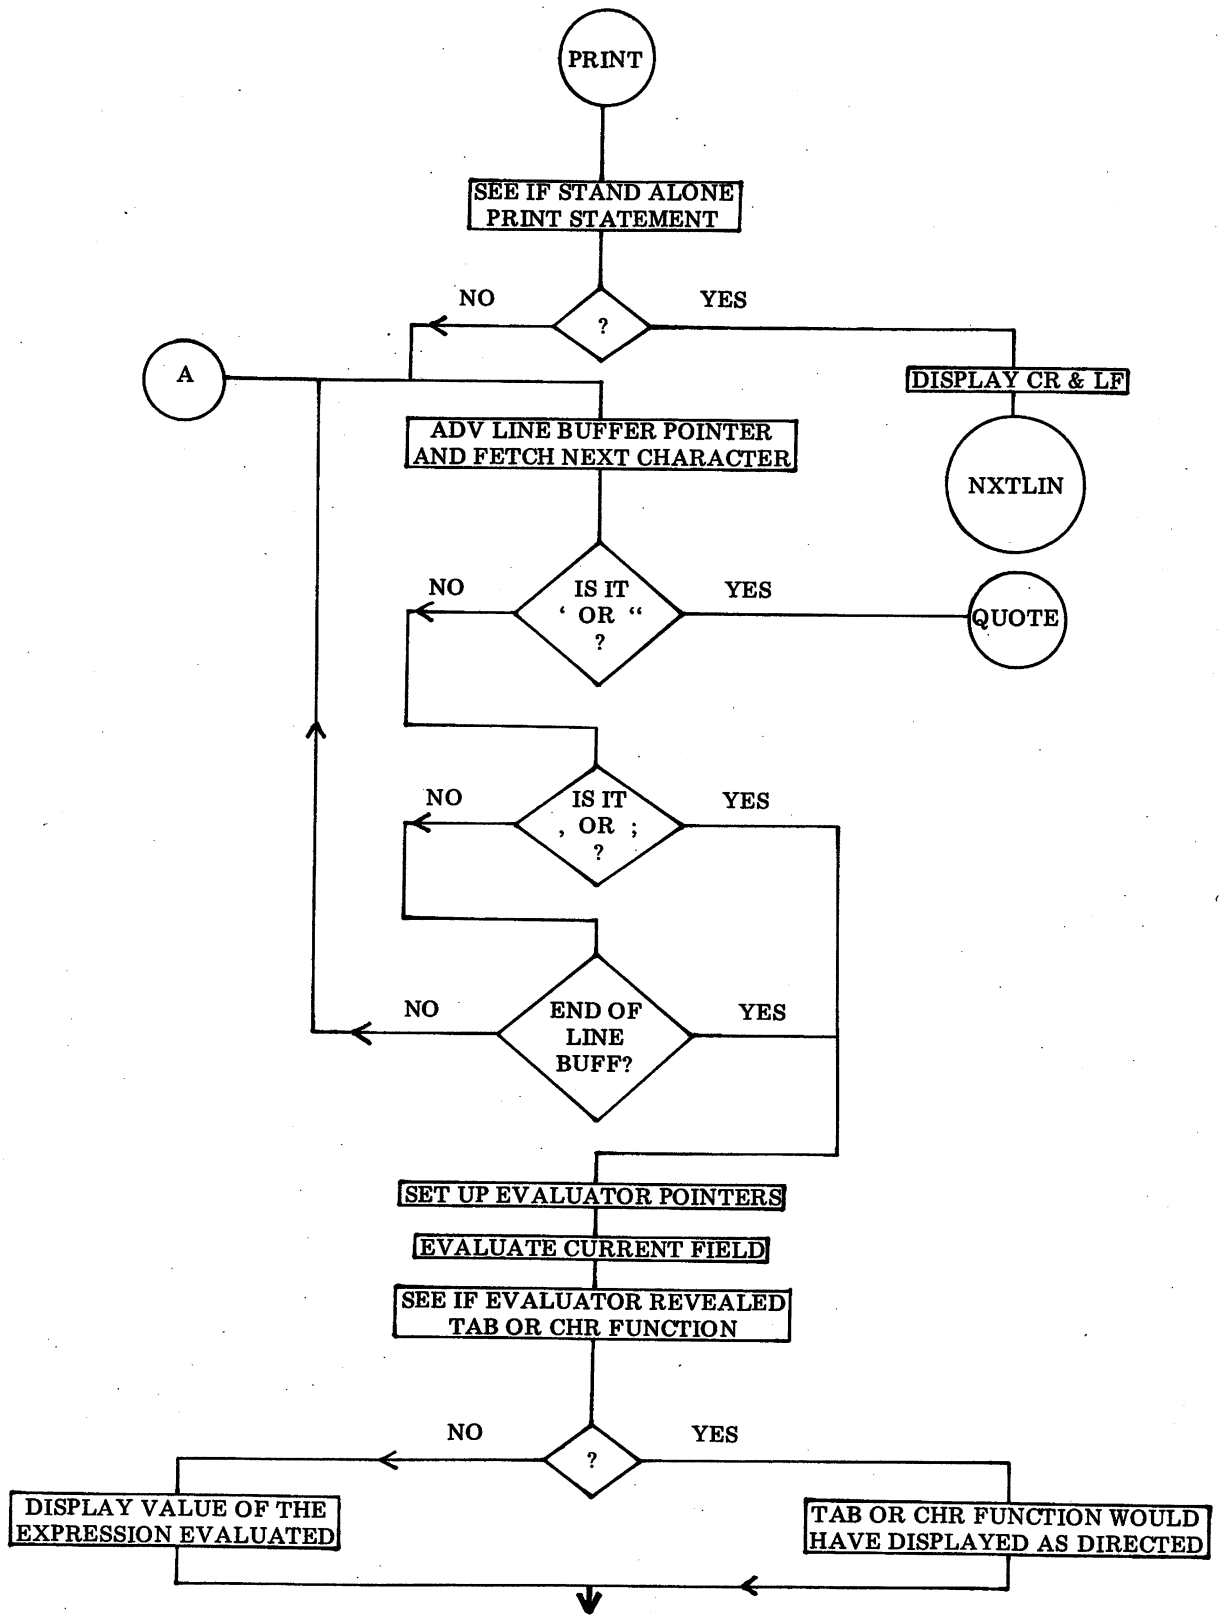 PRINT
SEE IF STAND ALONE
PRINT STATEMENT
NO
YES
?
A
DISPLAY CR & LF
ADV LINE BUFFER POINTER
AND FETCH NEXT CHARACTER
NXTLIN
NO
IS IT
‘ OR “
?
YES
QUOTE
NO
IS IT
, OR ;
?
YES
NO
END OF
LINE
BUFF?
YES
SET UP EVALUATOR POINTERS
EVALUATE CURRENT FIELD
SEE IF EVALUATOR REVEALED
TAB OR CHR FUNCTION
NO
YES
?
DISPLAY VALUE OF THE
EXPRESSION EVALUATED
TAB OR CHR FUNCTION WOULD
HAVE DISPLAYED AS DIRECTED